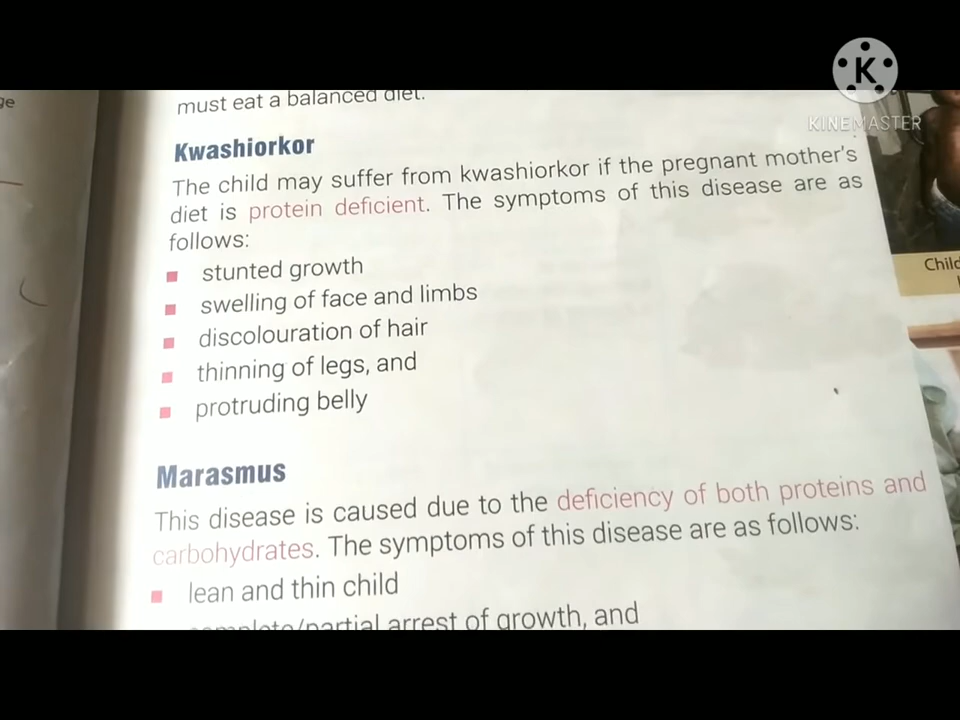 ge
must eat a balanced diet.
Kwashiorkor
The child may suffer from kwashiorkor if the pregnant mother's
diet is protein deficient. The symptoms of this disease are as
follows:
stunted growth
swelling of face and limbs
discolouration of hair
thinning of legs, and
protruding belly
Marasmus
This disease is caused due to the deficiency of both proteins and
carbohydrates. The symptoms of this disease are as follows:
lean and thin child
complete/partial arrest of growth, and
Child
K
KINEMASTER